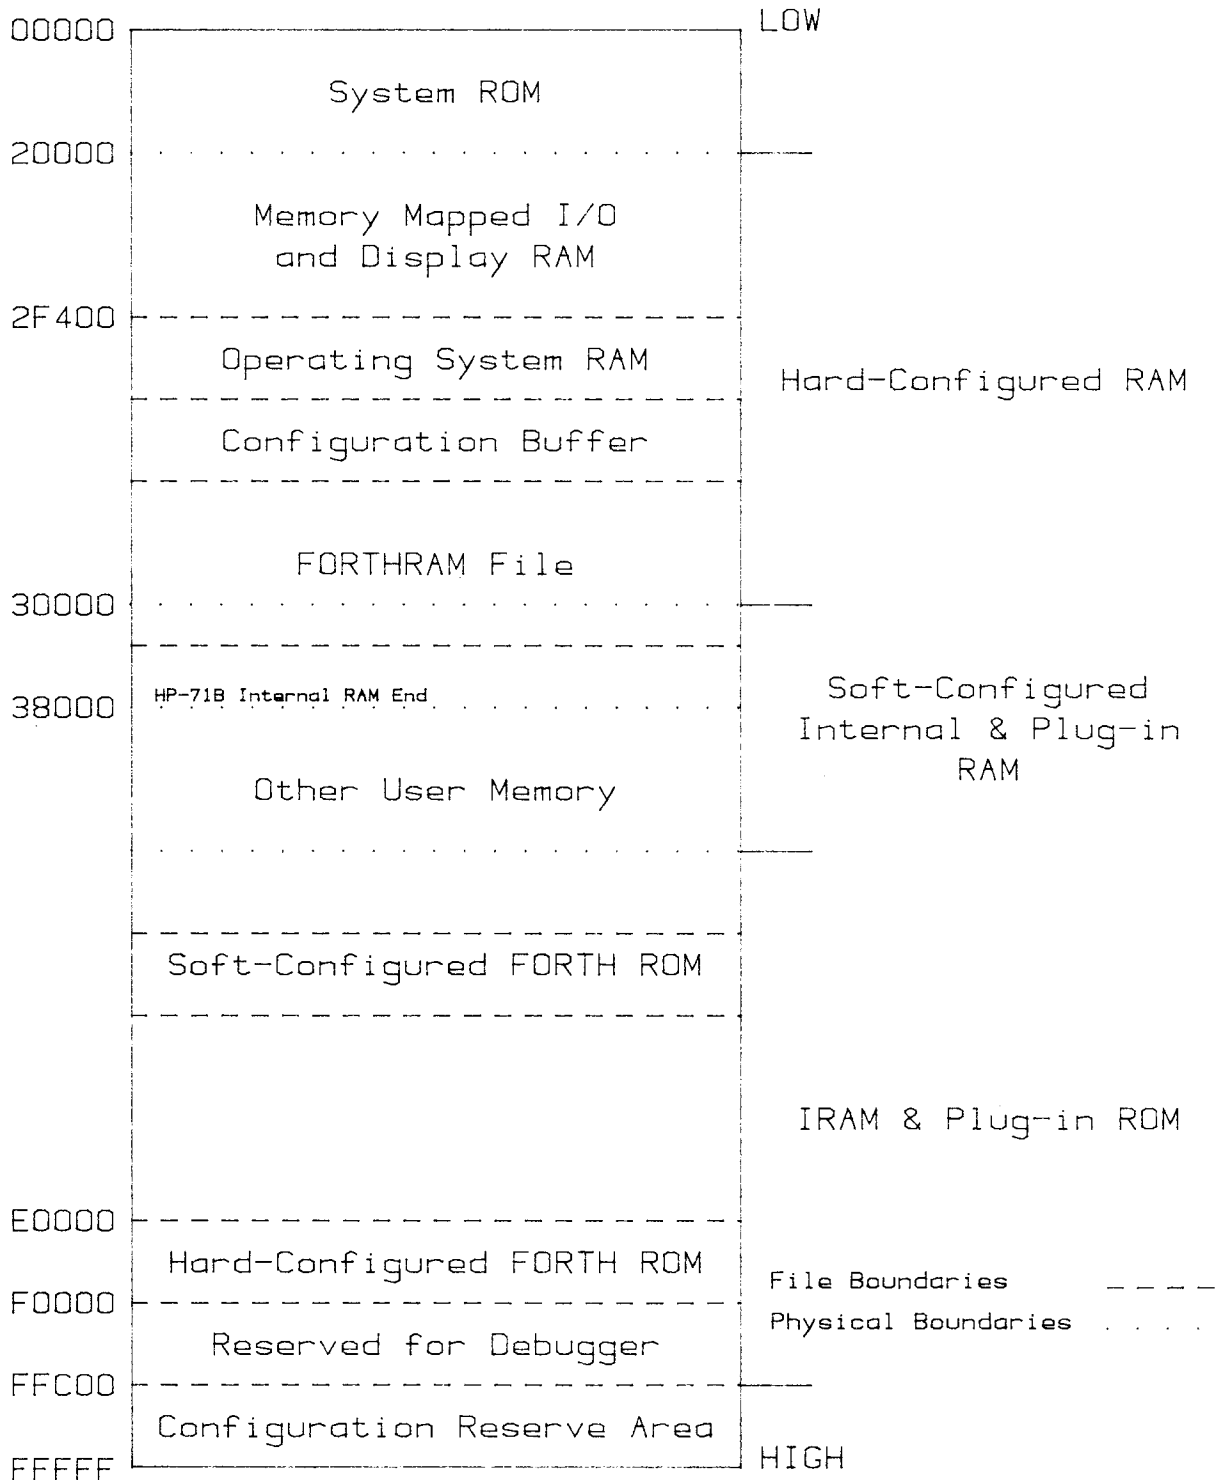 00000
LOW
System ROM
20000
Memory Mapped I/O
and Display RAM
2F400
Operating System RAM
Hard-Configured RAM
Configuration Buffer
FORTHRAM File
30000
HP-71B Internal RAM End
38000
Soft-Configured
Internal & Plug-in
RAM
Other User Memory
Soft-Configured FORTH ROM
IRAM & Plug-in ROM
E0000
Hard-Configured FORTH ROM
File Boundaries
F0000
Physical Boundaries
Reserved for Debugger
FFC00
Configuration Reserve Area
HIGH
FFFFF